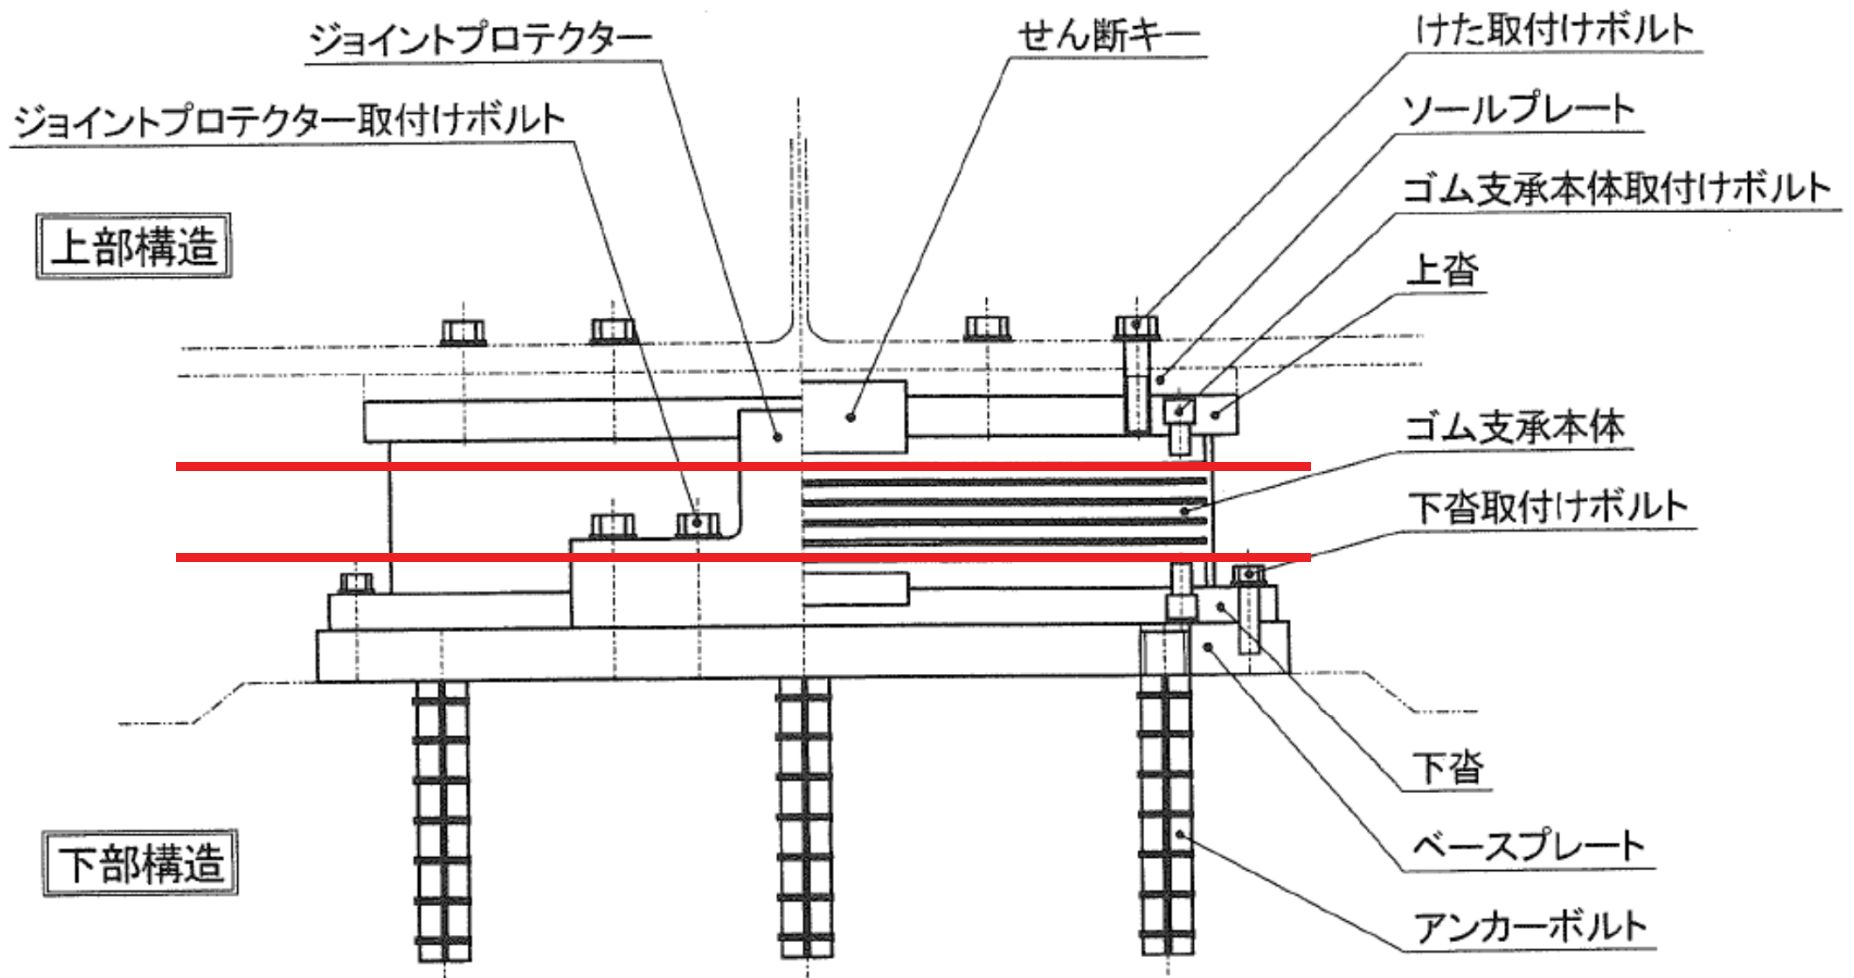 ジョイントプロテクター
せん断キー
けた取付けボルト
ジョイントプロテクター取付けボルト
ソールプレート
ゴム支承本体取付けボルト
上部構造
上沓
ゴム支承本体
下沓取付けボルト
下沓
下部構造
ベースプレート
アンカーボルト